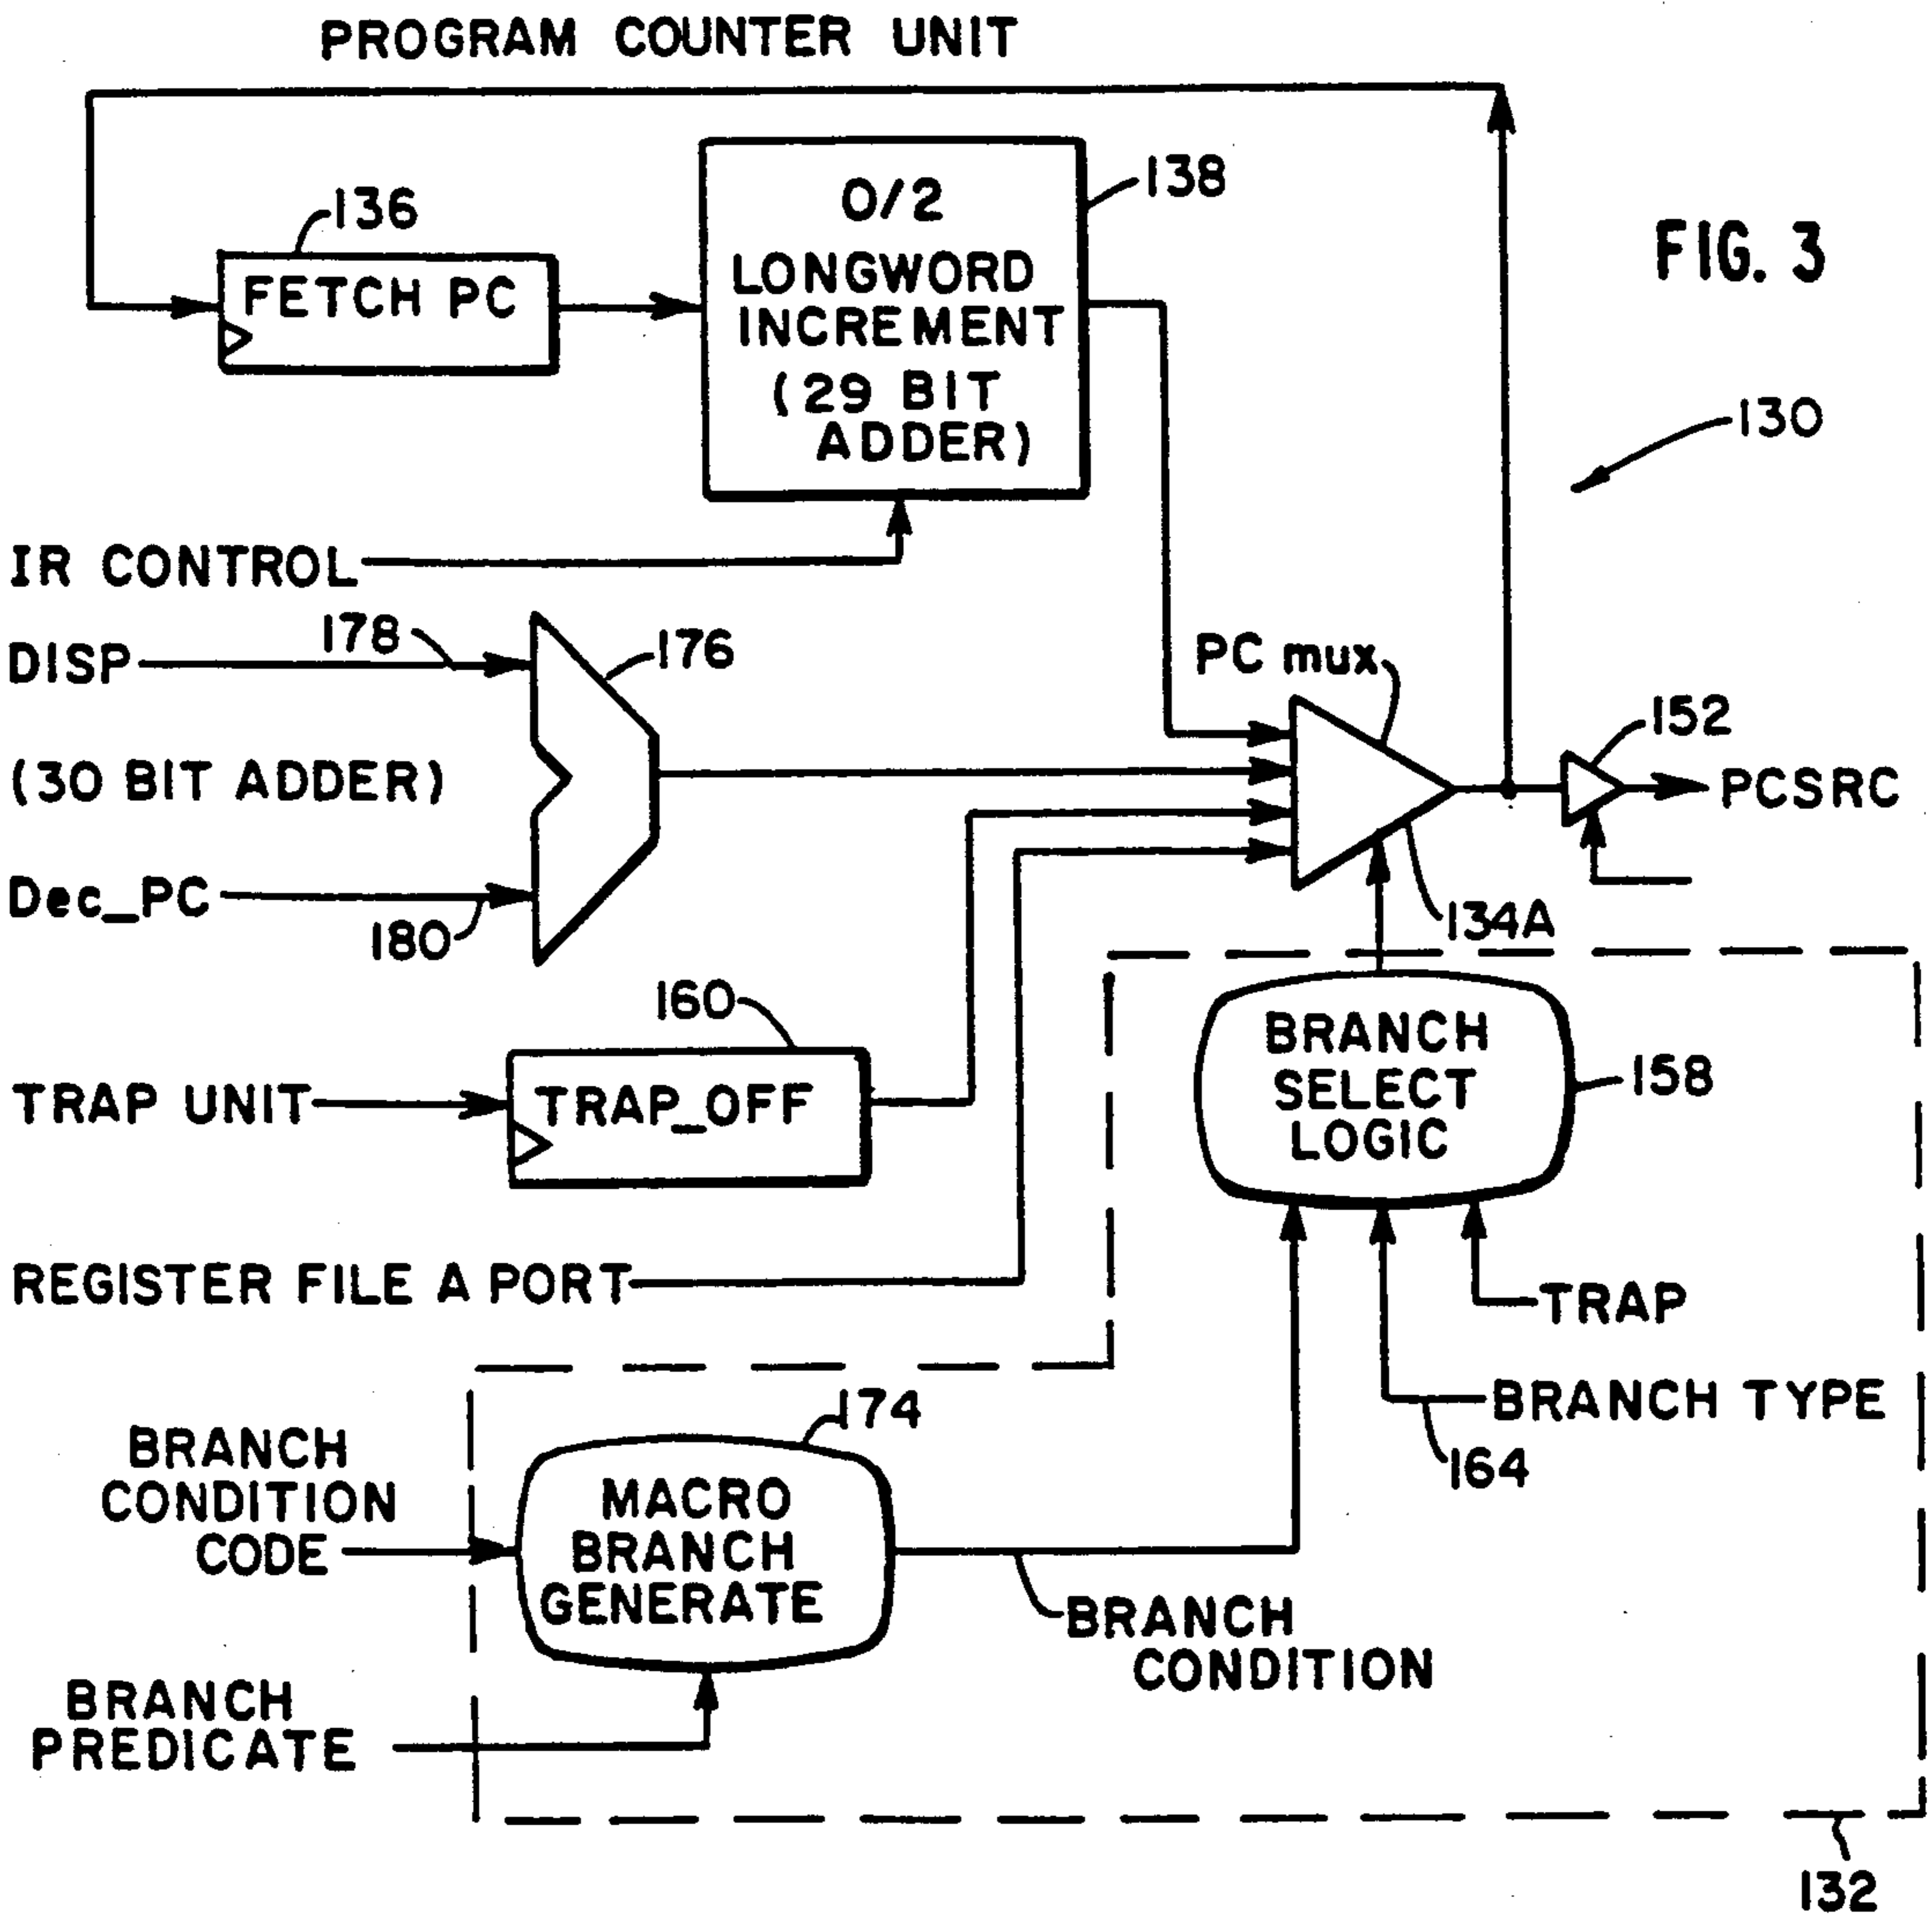 PROGRAM COUNTER UNIT
136
FETCH PC
0/2
LONGWORD
INCREMENT
(29 BIT
ADDER)
138
FIG. 3
130
IR CONTROL
DISP
178
176
(30 BIT ADDER)
Dec_PC
180
PC mux
152
PCSRC
134A
160
TRAP UNIT
TRAP_OFF
BRANCH
SELECT
LOGIC
158
REGISTER FILE A PORT
TRAP
BRANCH TYPE
164
174
BRANCH
CONDITION
CODE
MACRO
BRANCH
GENERATE
BRANCH
CONDITION
BRANCH
PREDICATE
132